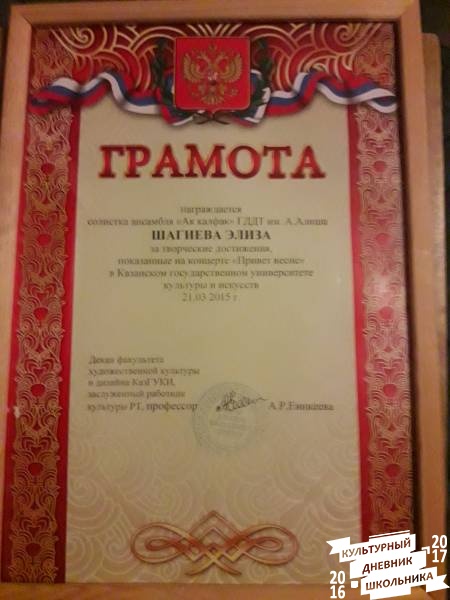 ГРАМОТА
награждается
солистка ансамбля «Ак калфак» ГДДТ им. А.Алиша
ШАГИЕВА ЭЛИЗА
за творческие достижения,
показанные на концерте «Привет весне»
в Казанском государственном университете
культуры и искусств
21.03 2015 г.
Декан факультета
художественной культуры
и дизайна КазГУКИ,
заслуженный работник
культуры РТ, профессор А.Р.Еникеева
КУЛЬТУРНЫЙ
ДНЕВНИК
ШКОЛЬНИКА
2016
2017